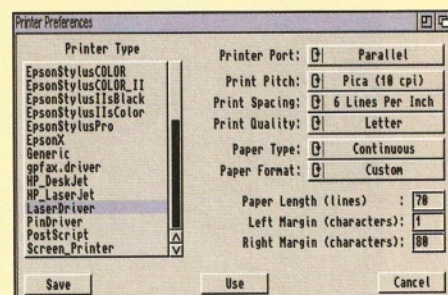 Printer Preferences
Printer Type
EpsonStylusCOLOR
EpsonStylusCOLOR_II
EpsonStylusIIsBlack
EpsonStylusIIsColor
EpsonStylusPro
EpsonX
Generic
gpfax.driver
HP_DeskJet
HP_LaserJet
LaserDriver
PinDriver
PostScript
Screen_Printer
Printer Port: Parallel
Print Pitch: Pica (10 cpi)
Print Spacing: 6 Lines Per Inch
Print Quality: Letter
Paper Type: Continuous
Paper Format: Custom
Paper Length (lines) : 70
Left Margin (characters): 1
Right Margin (characters): 80
Save Use Cancel